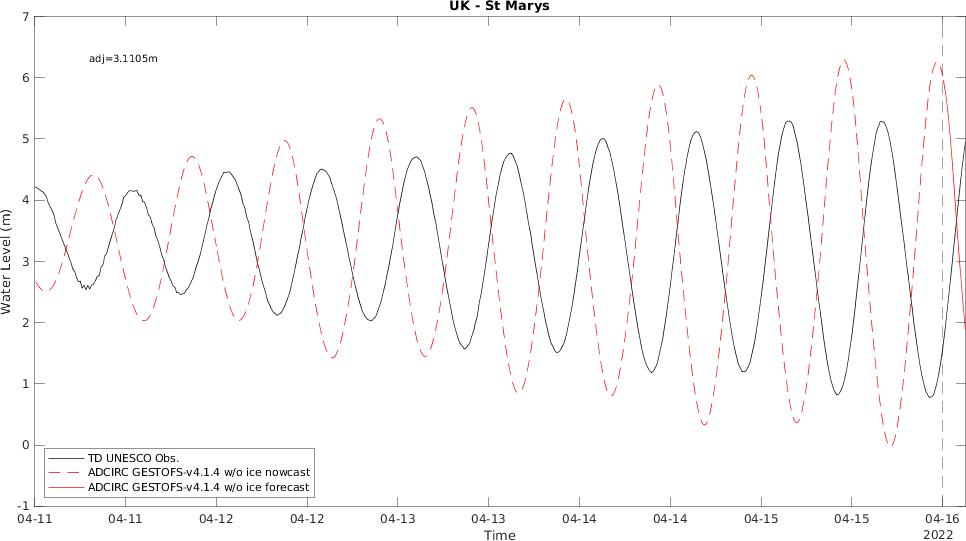 UK - St Marys
7
adj=3.1105m
6
5
4
3
2
1
0
-1
Water Level (m)
TD UNESCO Obs.
ADCIRC GESTOFS-v4.1.4 w/o ice nowcast
ADCIRC GESTOFS-v4.1.4 w/o ice forecast
04-11 04-11 04-12 04-12 04-13 04-13 04-14 04-14 04-15 04-15 04-16
Time 2022